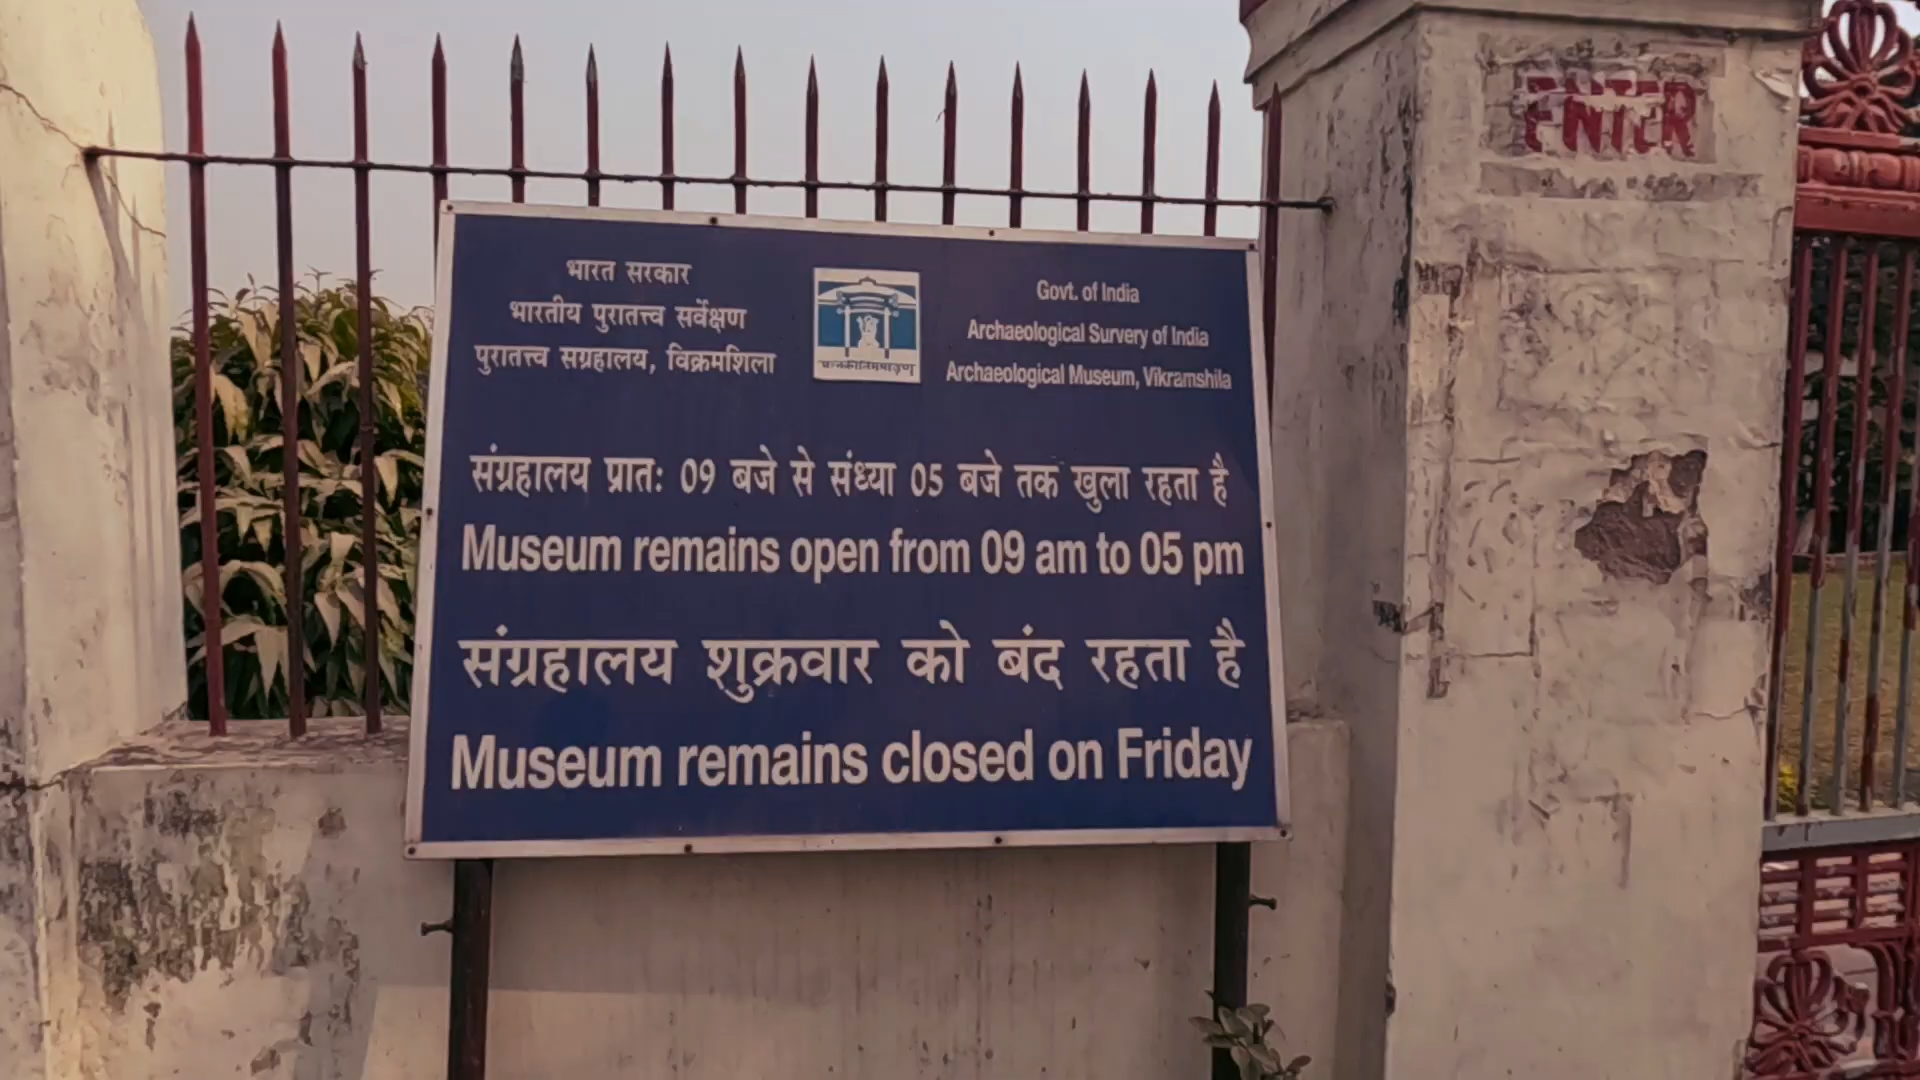 ENTER
भारत सरकार
भारतीय पुरातत्त्व सर्वेक्षण
पुरातत्त्व सग्रहालय, विक्रमशिला
Govt. of India
Archaeological Survery of India
Archaeological Museum, Vikramshila
संग्रहालय प्रातः 09 बजे से संध्या 05 बजे तक खुला रहता है
Museum remains open from 09 am to 05 pm
संग्रहालय शुक्रवार को बंद रहता है
Museum remains closed on Friday